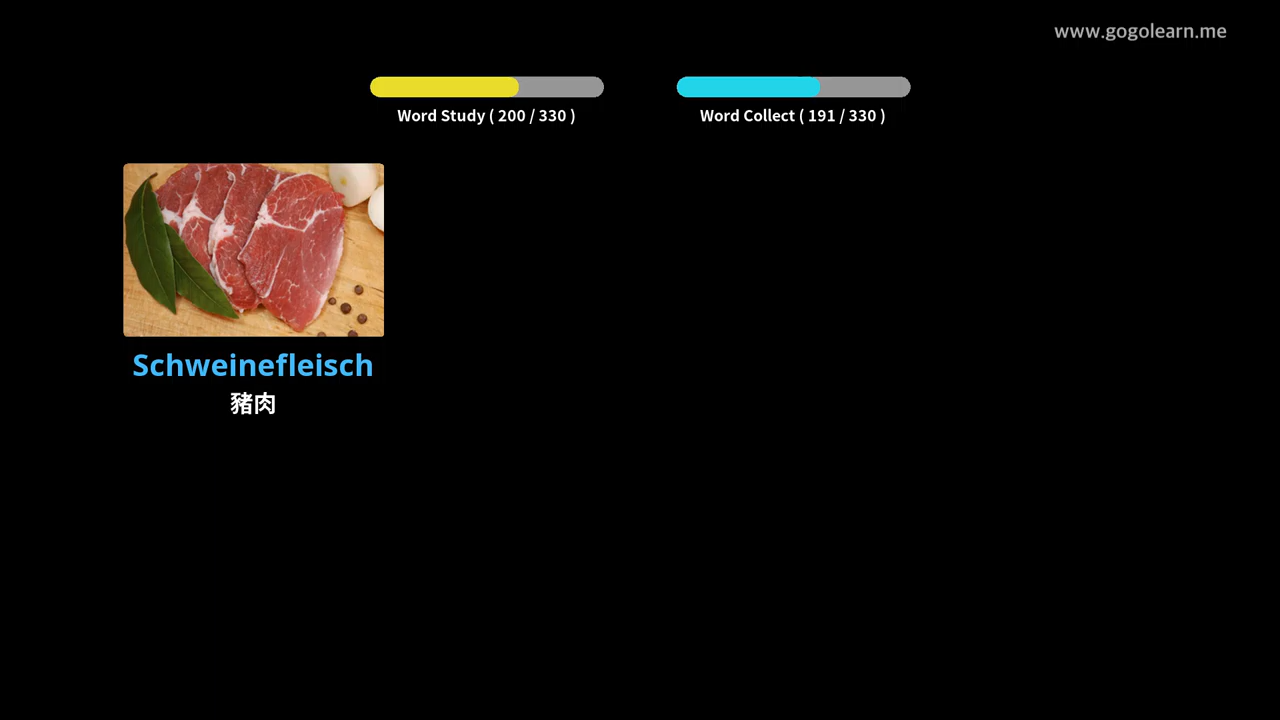 www.gogolearn.me
Word Study ( 200 / 330 )
Word Collect ( 191 / 330 )
Schweinefleisch
豬肉